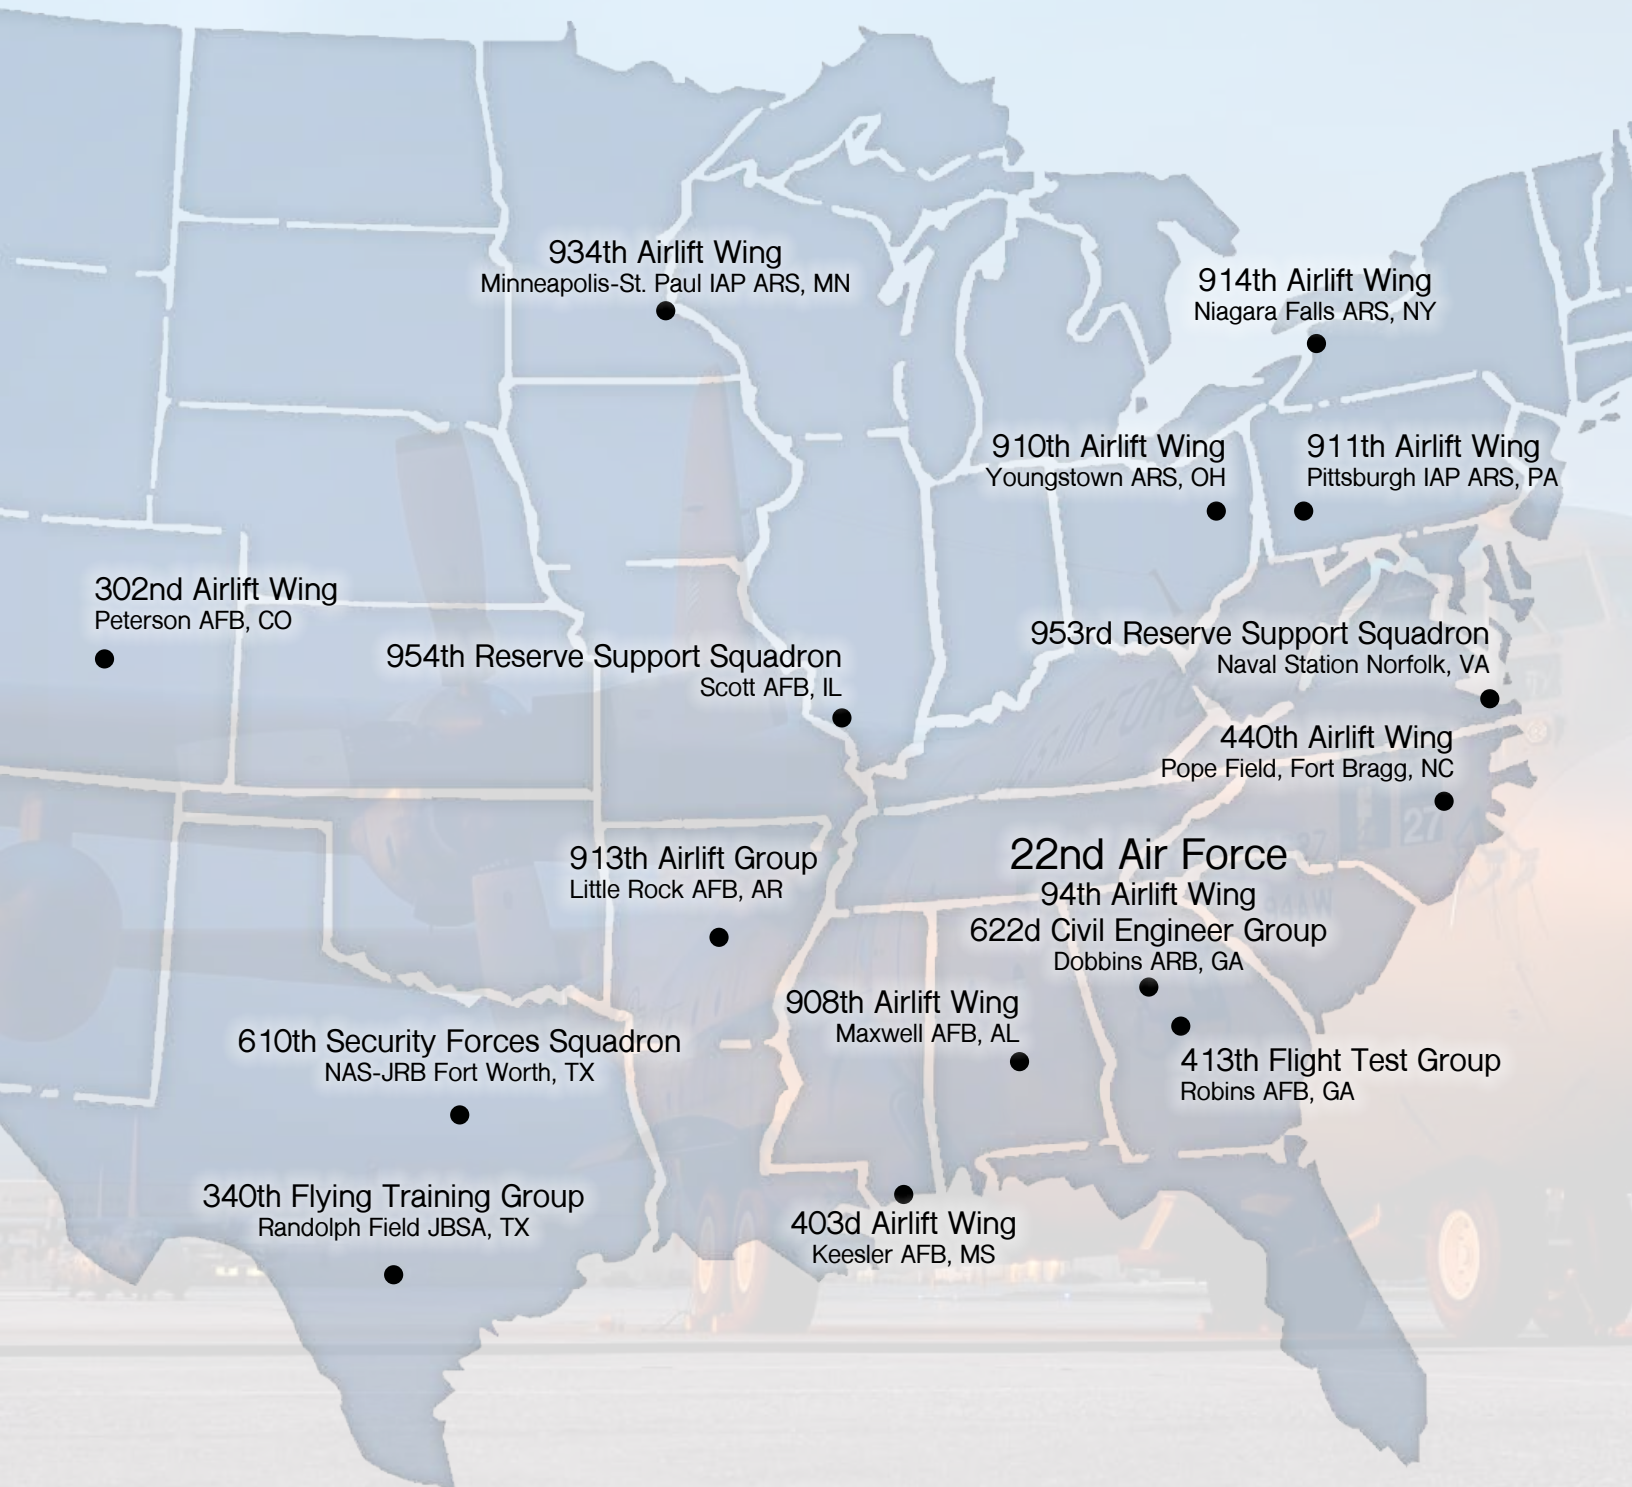 934th Airlift Wing
Minneapolis-St. Paul IAP ARS, MN
914th Airlift Wing
Niagara Falls ARS, NY
910th Airlift Wing
Youngstown ARS, OH
911th Airlift Wing
Pittsburgh IAP ARS, PA
302nd Airlift Wing
Peterson AFB, CO
954th Reserve Support Squadron
Scott AFB, IL
953rd Reserve Support Squadron
Naval Station Norfolk, VA
440th Airlift Wing
Pope Field, Fort Bragg, NC
27
U.S. AIR FORCE
913th Airlift Group
Little Rock AFB, AR
22nd Air Force
94th Airlift Wing
622d Civil Engineer Group
Dobbins ARB, GA
908th Airlift Wing
Maxwell AFB, AL
413th Flight Test Group
Robins AFB, GA
610th Security Forces Squadron
NAS-JRB Fort Worth, TX
340th Flying Training Group
Randolph Field JBSA, TX
403d Airlift Wing
Keesler AFB, MS